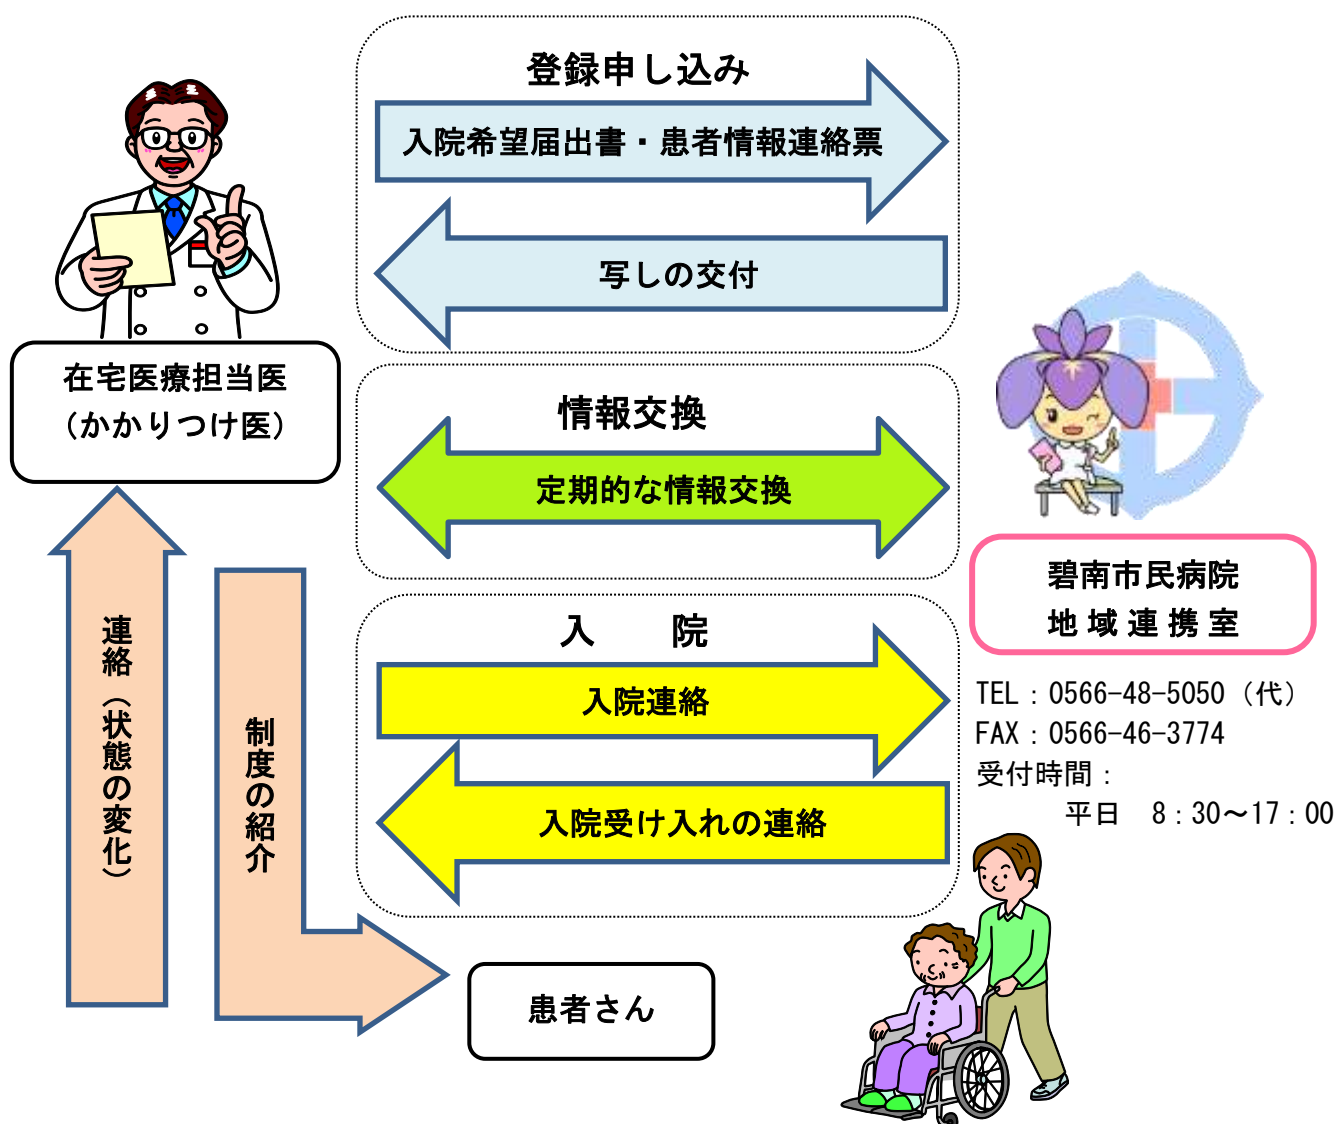 登録申し込み
入院希望届出書・患者情報連絡票
写しの交付
在宅医療担当医
(かかりつけ医)
情報交換
定期的な情報交換
碧南市民病院
地域連携室
入　　院
入院連絡
入院受け入れの連絡
TEL：0566-48-5050（代）
FAX：0566-46-3774
受付時間：
平日　8：30～17：00
連絡（状態の変化）
制度の紹介
患者さん